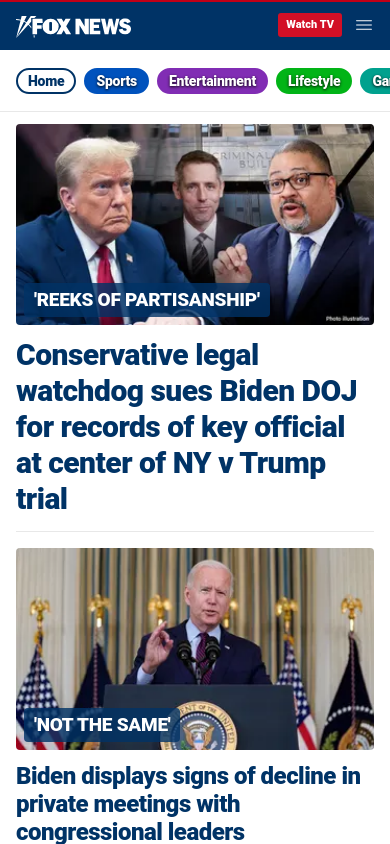 FOX NEWS
Watch TV
Home
Sports
Entertainment
Lifestyle
CRIMINAL
'REEKS OF PARTISANSHIP'
Photo illustration
Conservative legal
watchdog sues Biden DOJ
for records of key official
at center of NY v Trump
trial
'NOT THE SAME'
Biden displays signs of decline in
private meetings with
congressional leaders